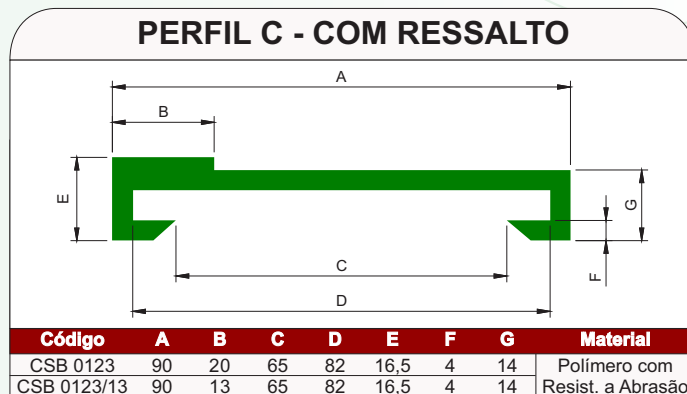 PERFIL C - COM RESSALTO
A
B
E
G
F
C
D
Código A B C D E F G Material
CSB 0123 90 20 65 82 16,5 4 14 Polímero com
CSB 0123/13 90 13 65 82 16,5 4 14 Resist. a Abrasão